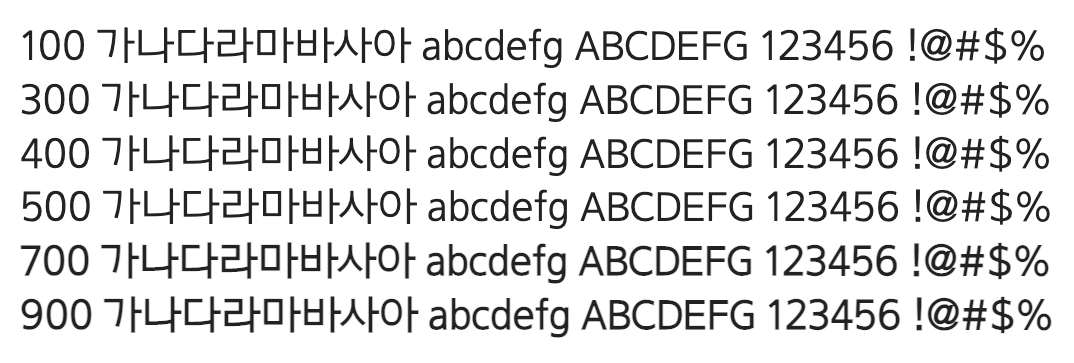 100 가나다라마바사아 abcdefg ABCDEFG 123456 !@#$%
300 가나다라마바사아 abcdefg ABCDEFG 123456 !@#$%
400 가나다라마바사아 abcdefg ABCDEFG 123456 !@#$%
500 가나다라마바사아 abcdefg ABCDEFG 123456 !@#$%
700 가나다라마바사아 abcdefg ABCDEFG 123456 !@#$%
900 가나다라마바사아 abcdefg ABCDEFG 123456 !@#$%